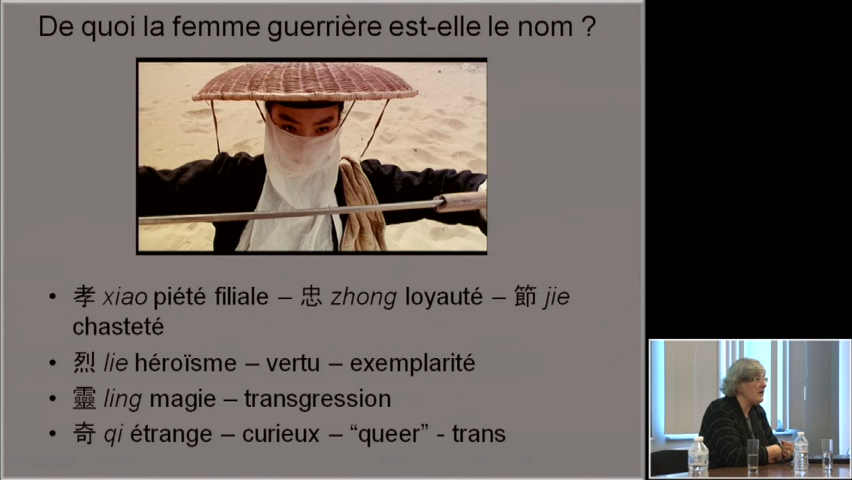 De quoi la femme guerrière est-elle le nom ?
• 孝 xiao piété filiale – 忠 zhong loyauté – 節 jie
chasteté
• 烈 lie héroïsme – vertu – exemplarité
• 靈 ling magie – transgression
• 奇 qi étrange – curieux – “queer” - trans